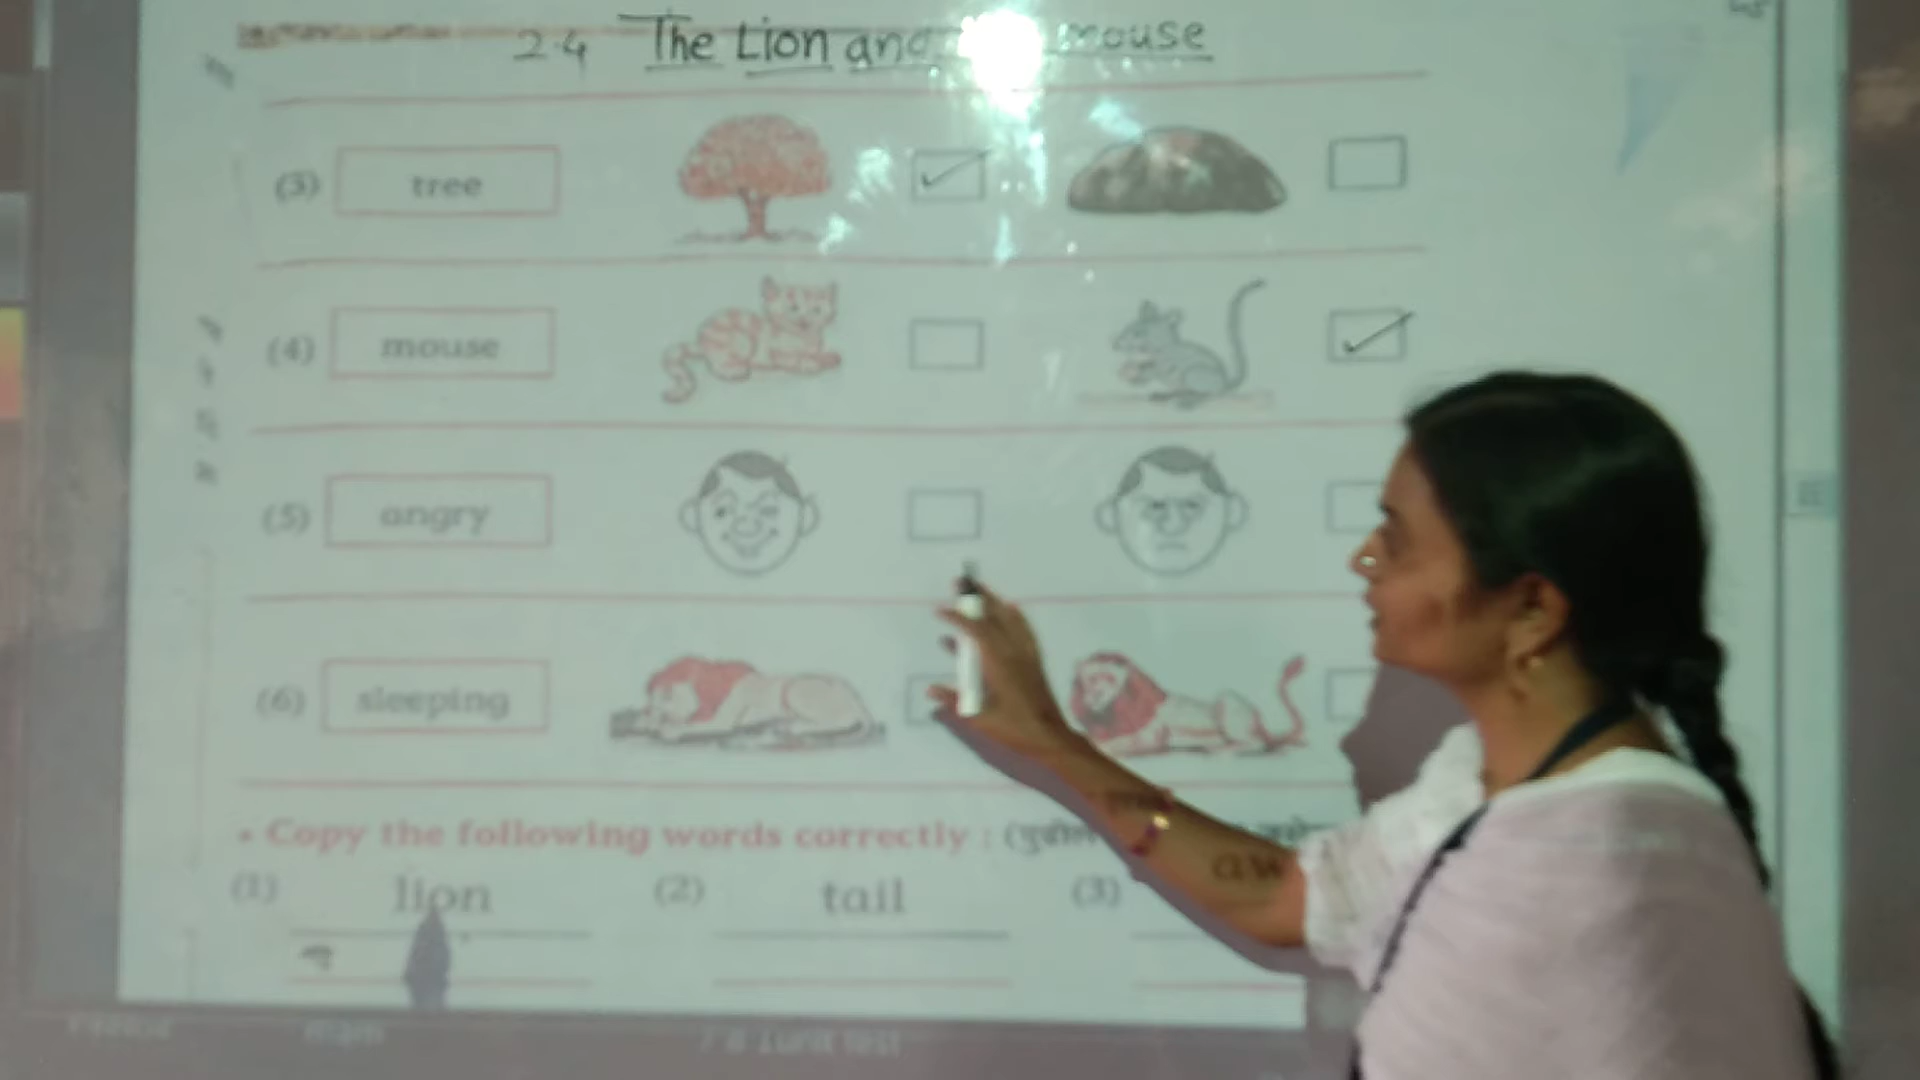 2.4 The Lion and mouse
(3) tree
(4) mouse
(5) angry
(6) sleeping
• Copy the following words correctly :
(1) lion (2) tail (3)